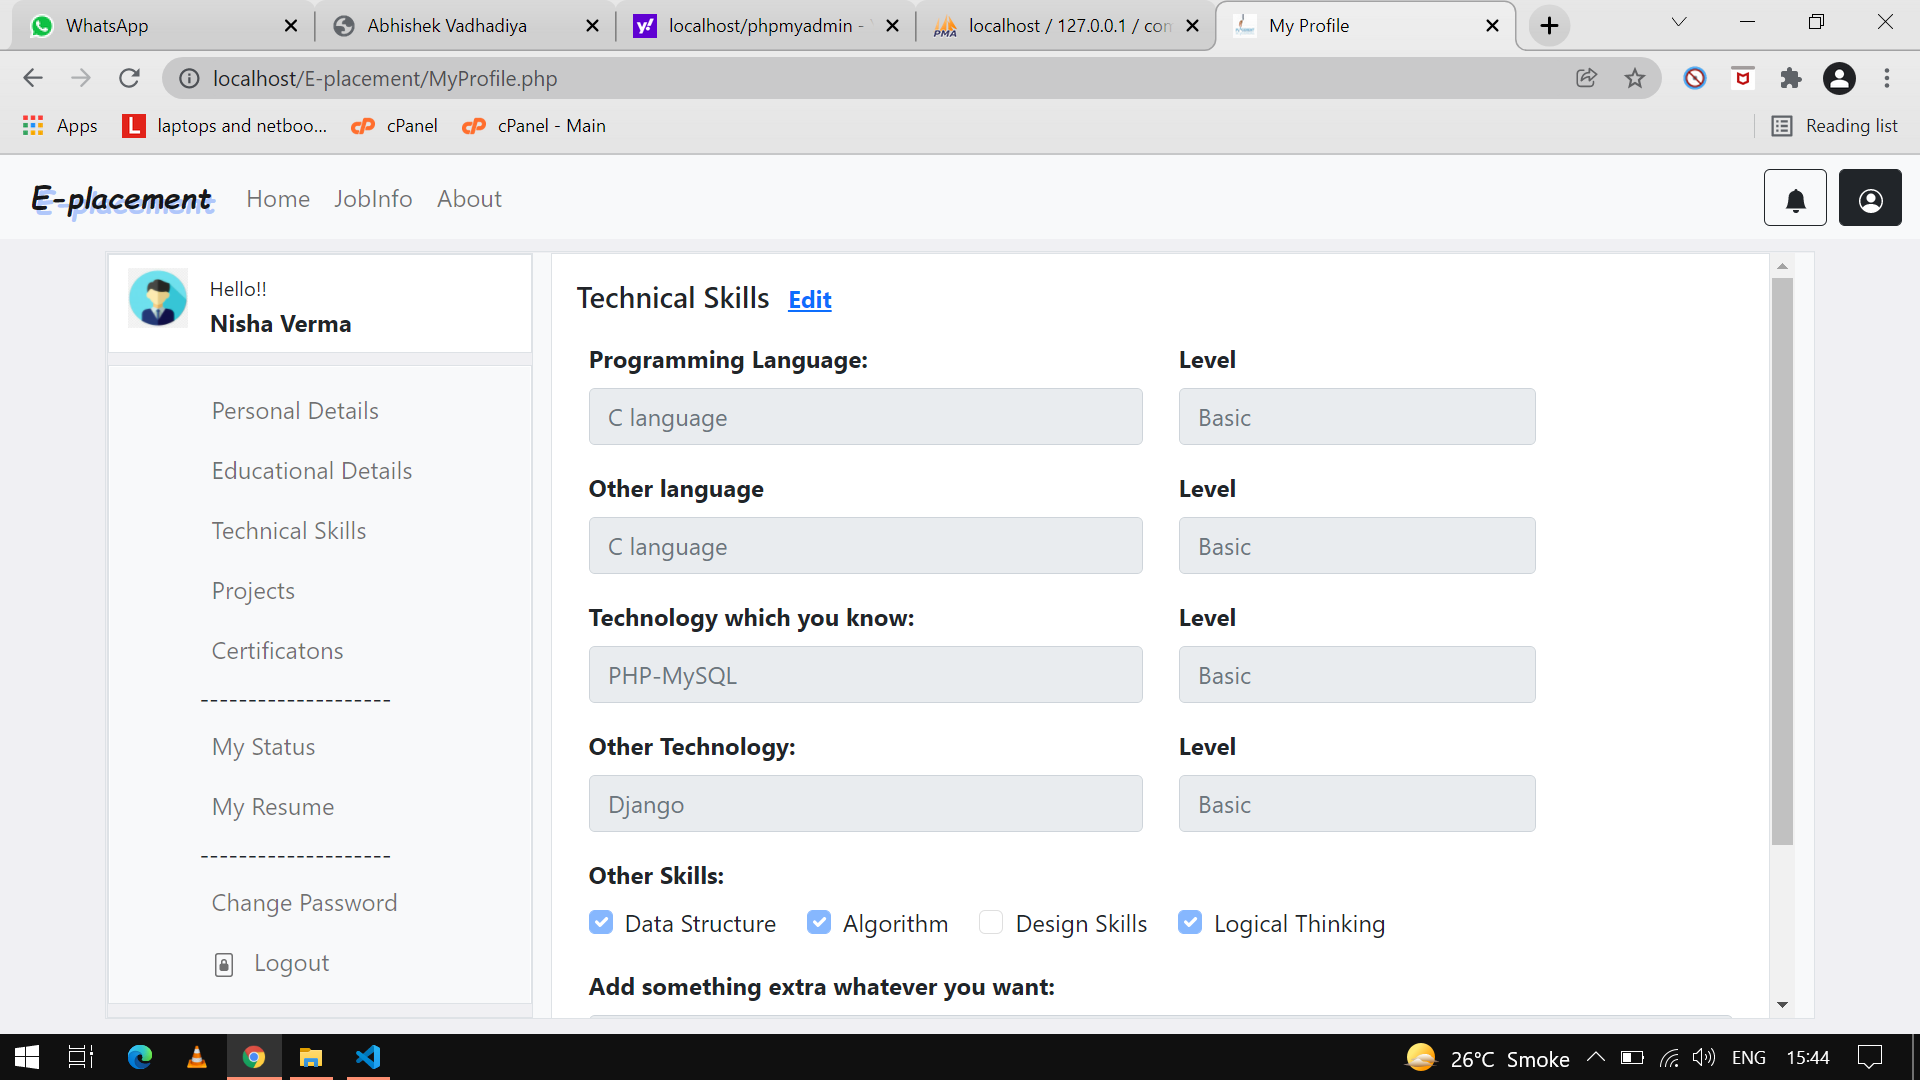 WhatsApp
Abhishek Vadhadiya
localhost/phpmyadmin -
localhost / 127.0.0.1 / con
My Profile
localhost/E-placement/MyProfile.php
Apps
laptops and netboo...
cPanel
cPanel - Main
Reading list
E-placement
Home
JobInfo
About
Hello!!
Nisha Verma
Personal Details
Educational Details
Technical Skills
Projects
Certificatons
--------------------
My Status
My Resume
--------------------
Change Password
Logout
Technical Skills Edit
Programming Language: Level
C language Basic
Other language Level
C language Basic
Technology which you know: Level
PHP-MySQL Basic
Other Technology: Level
Django Basic
Other Skills:
Data Structure Algorithm Design Skills Logical Thinking
Add something extra whatever you want:
26°C Smoke ENG 15:44